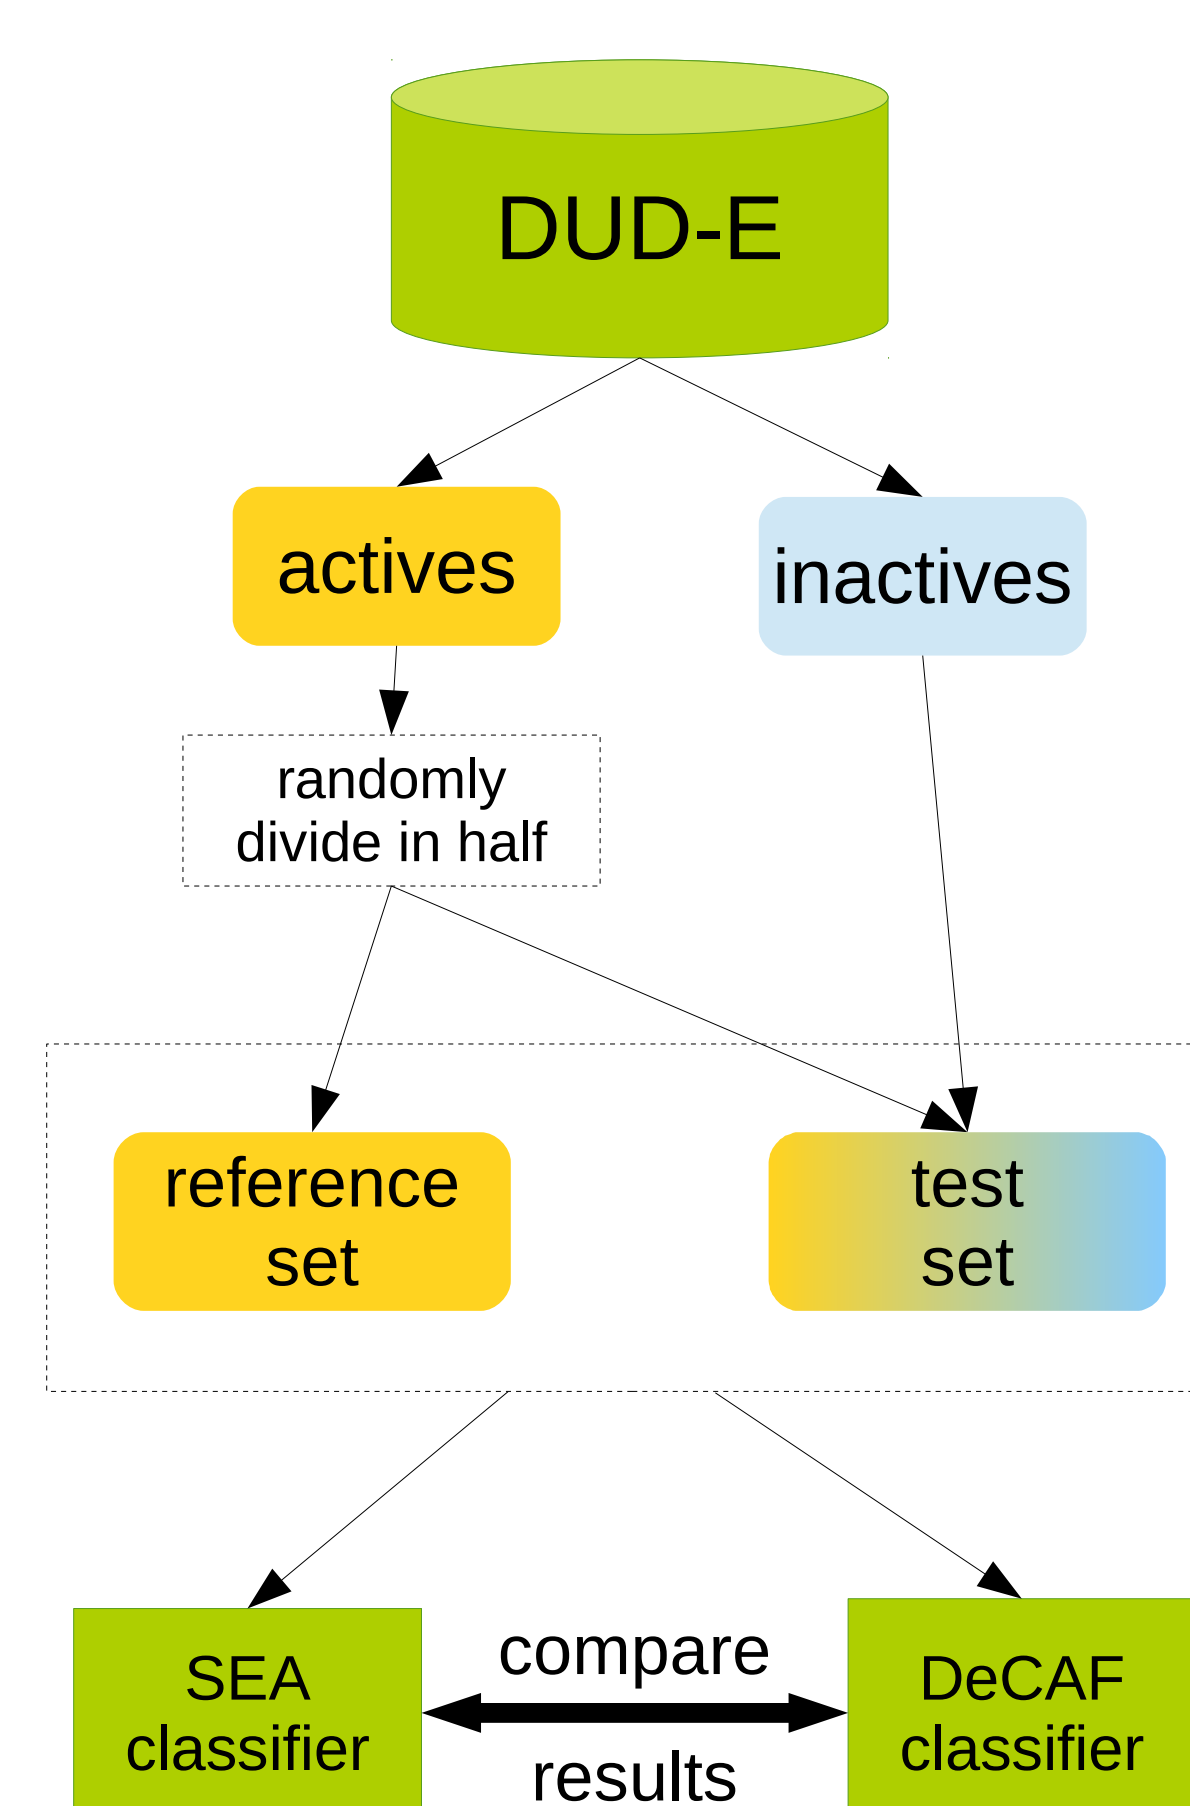 DUD-E
actives
inactives
randomly
divide in half
reference
set
test
set
SEA
classifier
compare
results
DeCAF
classifier